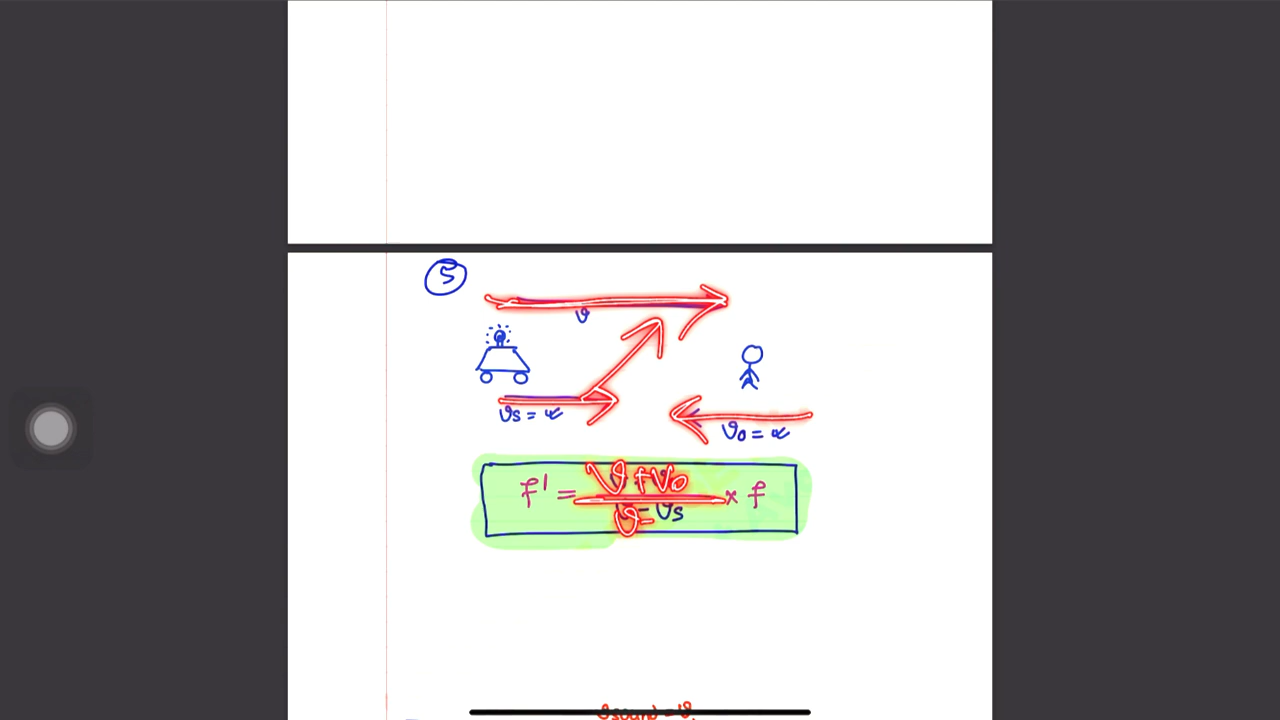 5
v
vs = x
vo = x
f' = v + vo / v - vs × f